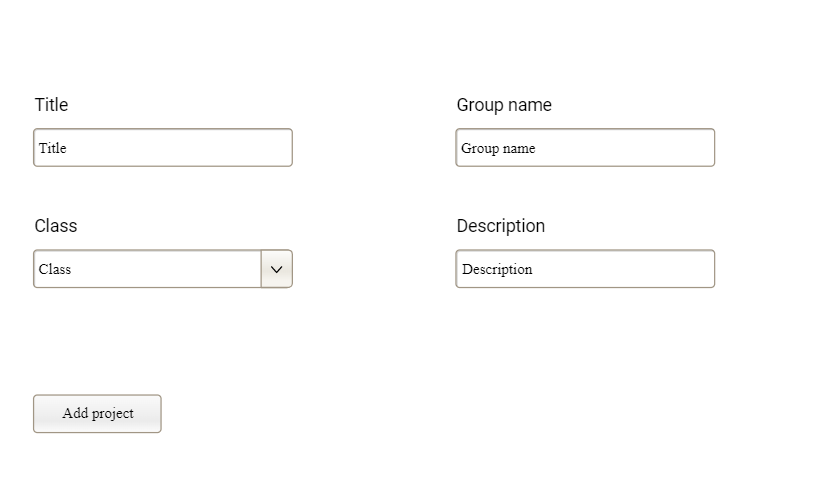 Title
Group name
Title
Group name
Class
Description
Class
Description
Add project